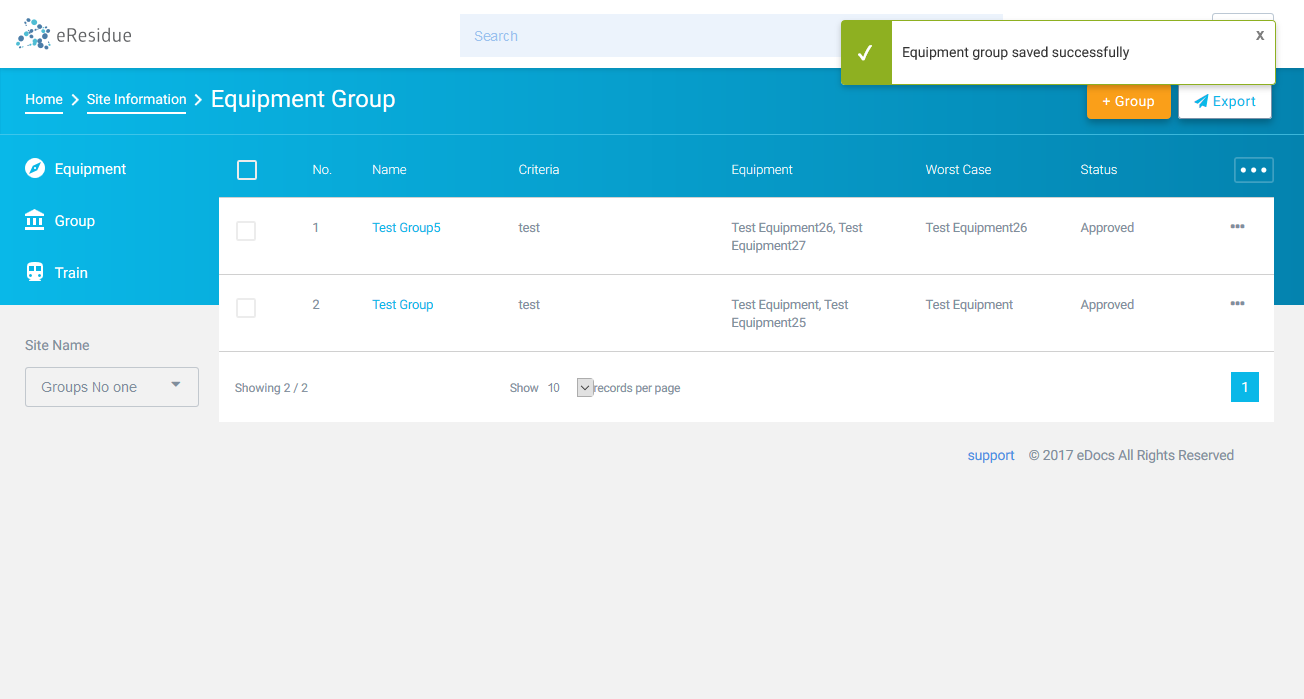 eResidue
Search
Equipment group saved successfully
x
Home > Site Information > Equipment Group
+ Group
Export
Equipment
Group
Train
No. Name Criteria Equipment Worst Case Status
1 Test Group5 test Test Equipment26, Test Equipment26 Approved
Equipment27
2 Test Group test Test Equipment, Test Test Equipment Approved
Equipment25
Site Name
Groups No one
Showing 2 / 2 Show 10 records per page 1
support © 2017 eDocs All Rights Reserved